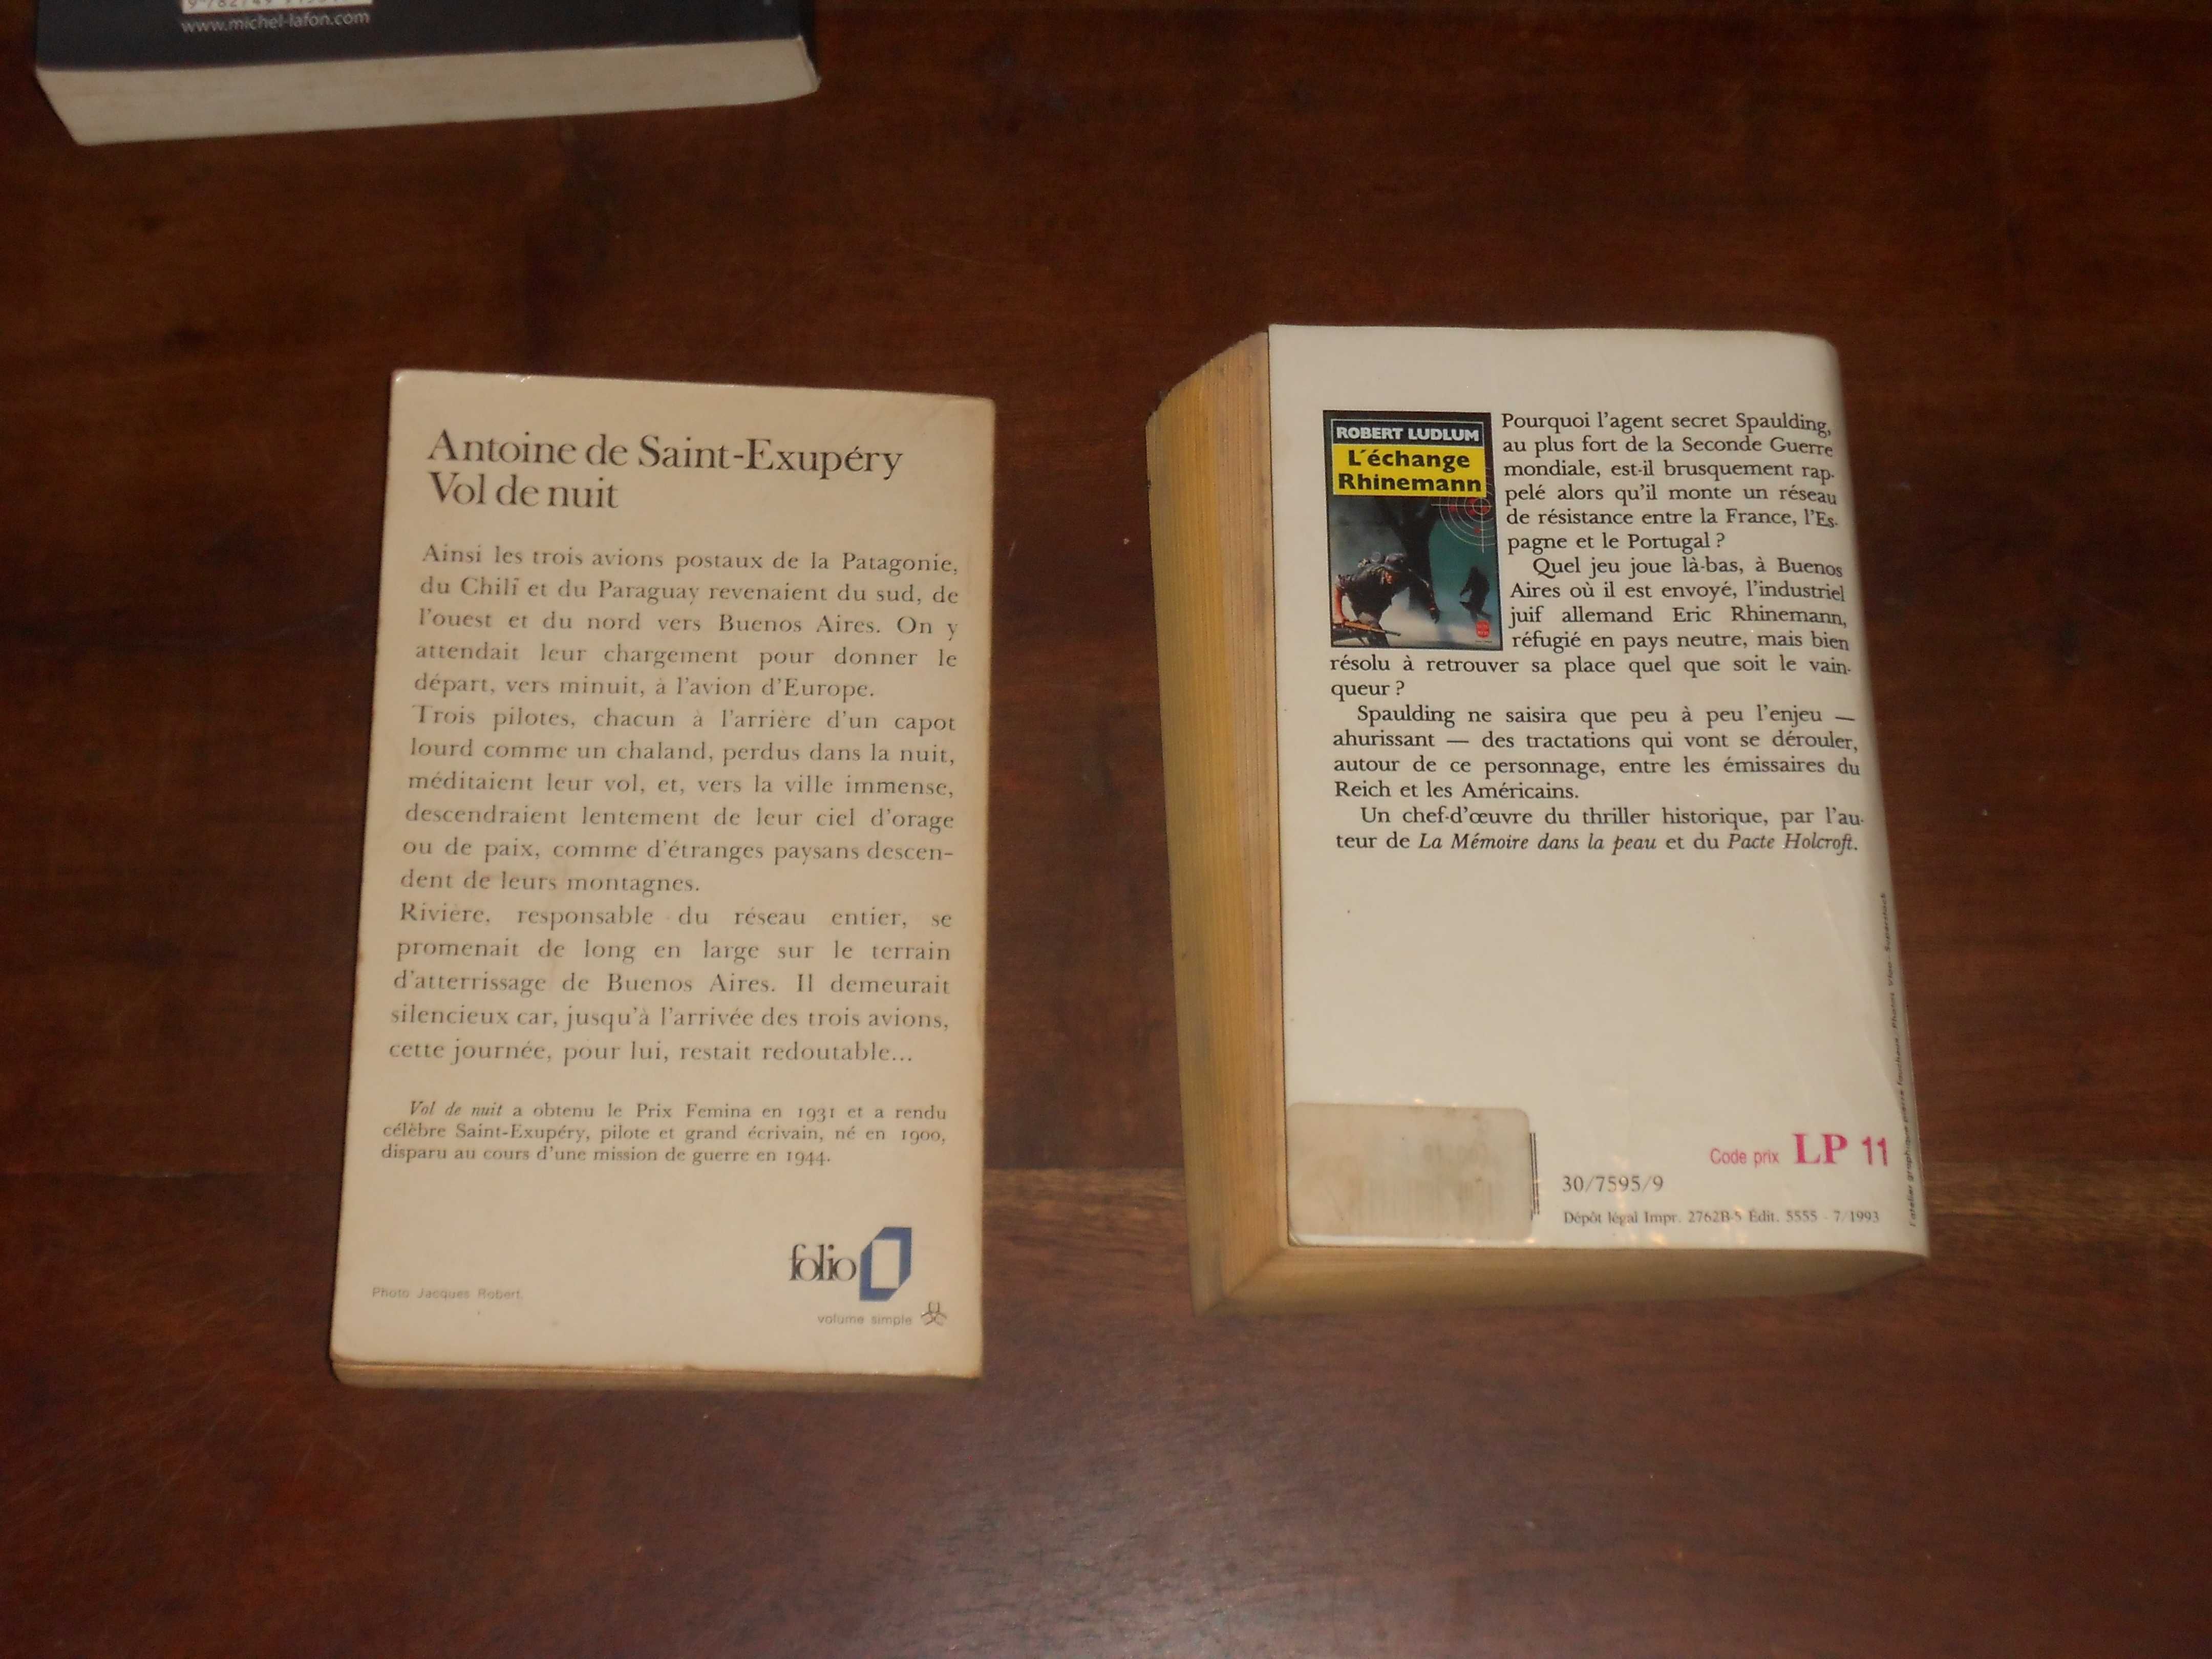 www.michel-lafon.com
Antoine de Saint-Exupéry
Vol de nuit
Ainsi les trois avions postaux de la Patagonie,
du Chili et du Paraguay revenaient du sud, de
l'ouest et du nord vers Buenos Aires. On y
attendait leur chargement pour donner le
départ, vers minuit, à l'avion d'Europe.
Trois pilotes, chacun à l'arrière d'un capot
lourd comme un chaland, perdus dans la nuit,
méditaient leur vol, et, vers la ville immense,
descendraient lentement de leur ciel d'orage
ou de paix, comme d'étranges paysans descen-
dent de leurs montagnes.
Rivière, responsable du réseau entier, se
promenait de long en large sur le terrain
d'atterrissage de Buenos Aires. Il demeurait
silencieux car, jusqu'à l'arrivée des trois avions,
cette journée, pour lui, restait redoutable...
Vol de nuit a obtenu le Prix Femina en 1931 et a rendu
célèbre Saint-Exupéry, pilote et grand écrivain, né en 1900,
disparu au cours d'une mission de guerre en 1944.
folio
Photo Jacques Robert.
volume simple
ROBERT LUDLUM
L'échange
Rhinemann
Pourquoi l'agent secret Spaulding,
au plus fort de la Seconde Guerre
mondiale, est-il brusquement rap-
pelé alors qu'il monte un réseau
de résistance entre la France, l'Es-
pagne et le Portugal ?
Quel jeu joue là-bas, à Buenos
Aires où il est envoyé, l'industriel
juif allemand Eric Rhinemann,
réfugié en pays neutre, mais bien
résolu à retrouver sa place quel que soit le vain-
queur ?
Spaulding ne saisira que peu à peu l'enjeu —
ahurissant — des tractations qui vont se dérouler,
autour de ce personnage, entre les émissaires du
Reich et les Américains.
Un chef-d'œuvre du thriller historique, par l'au-
teur de La Mémoire dans la peau et du Pacte Holcroft.
Code prix LP 11
30/7595/9
Dépôt légal Impr. 2762B-5 Édit. 5555 - 7/1993